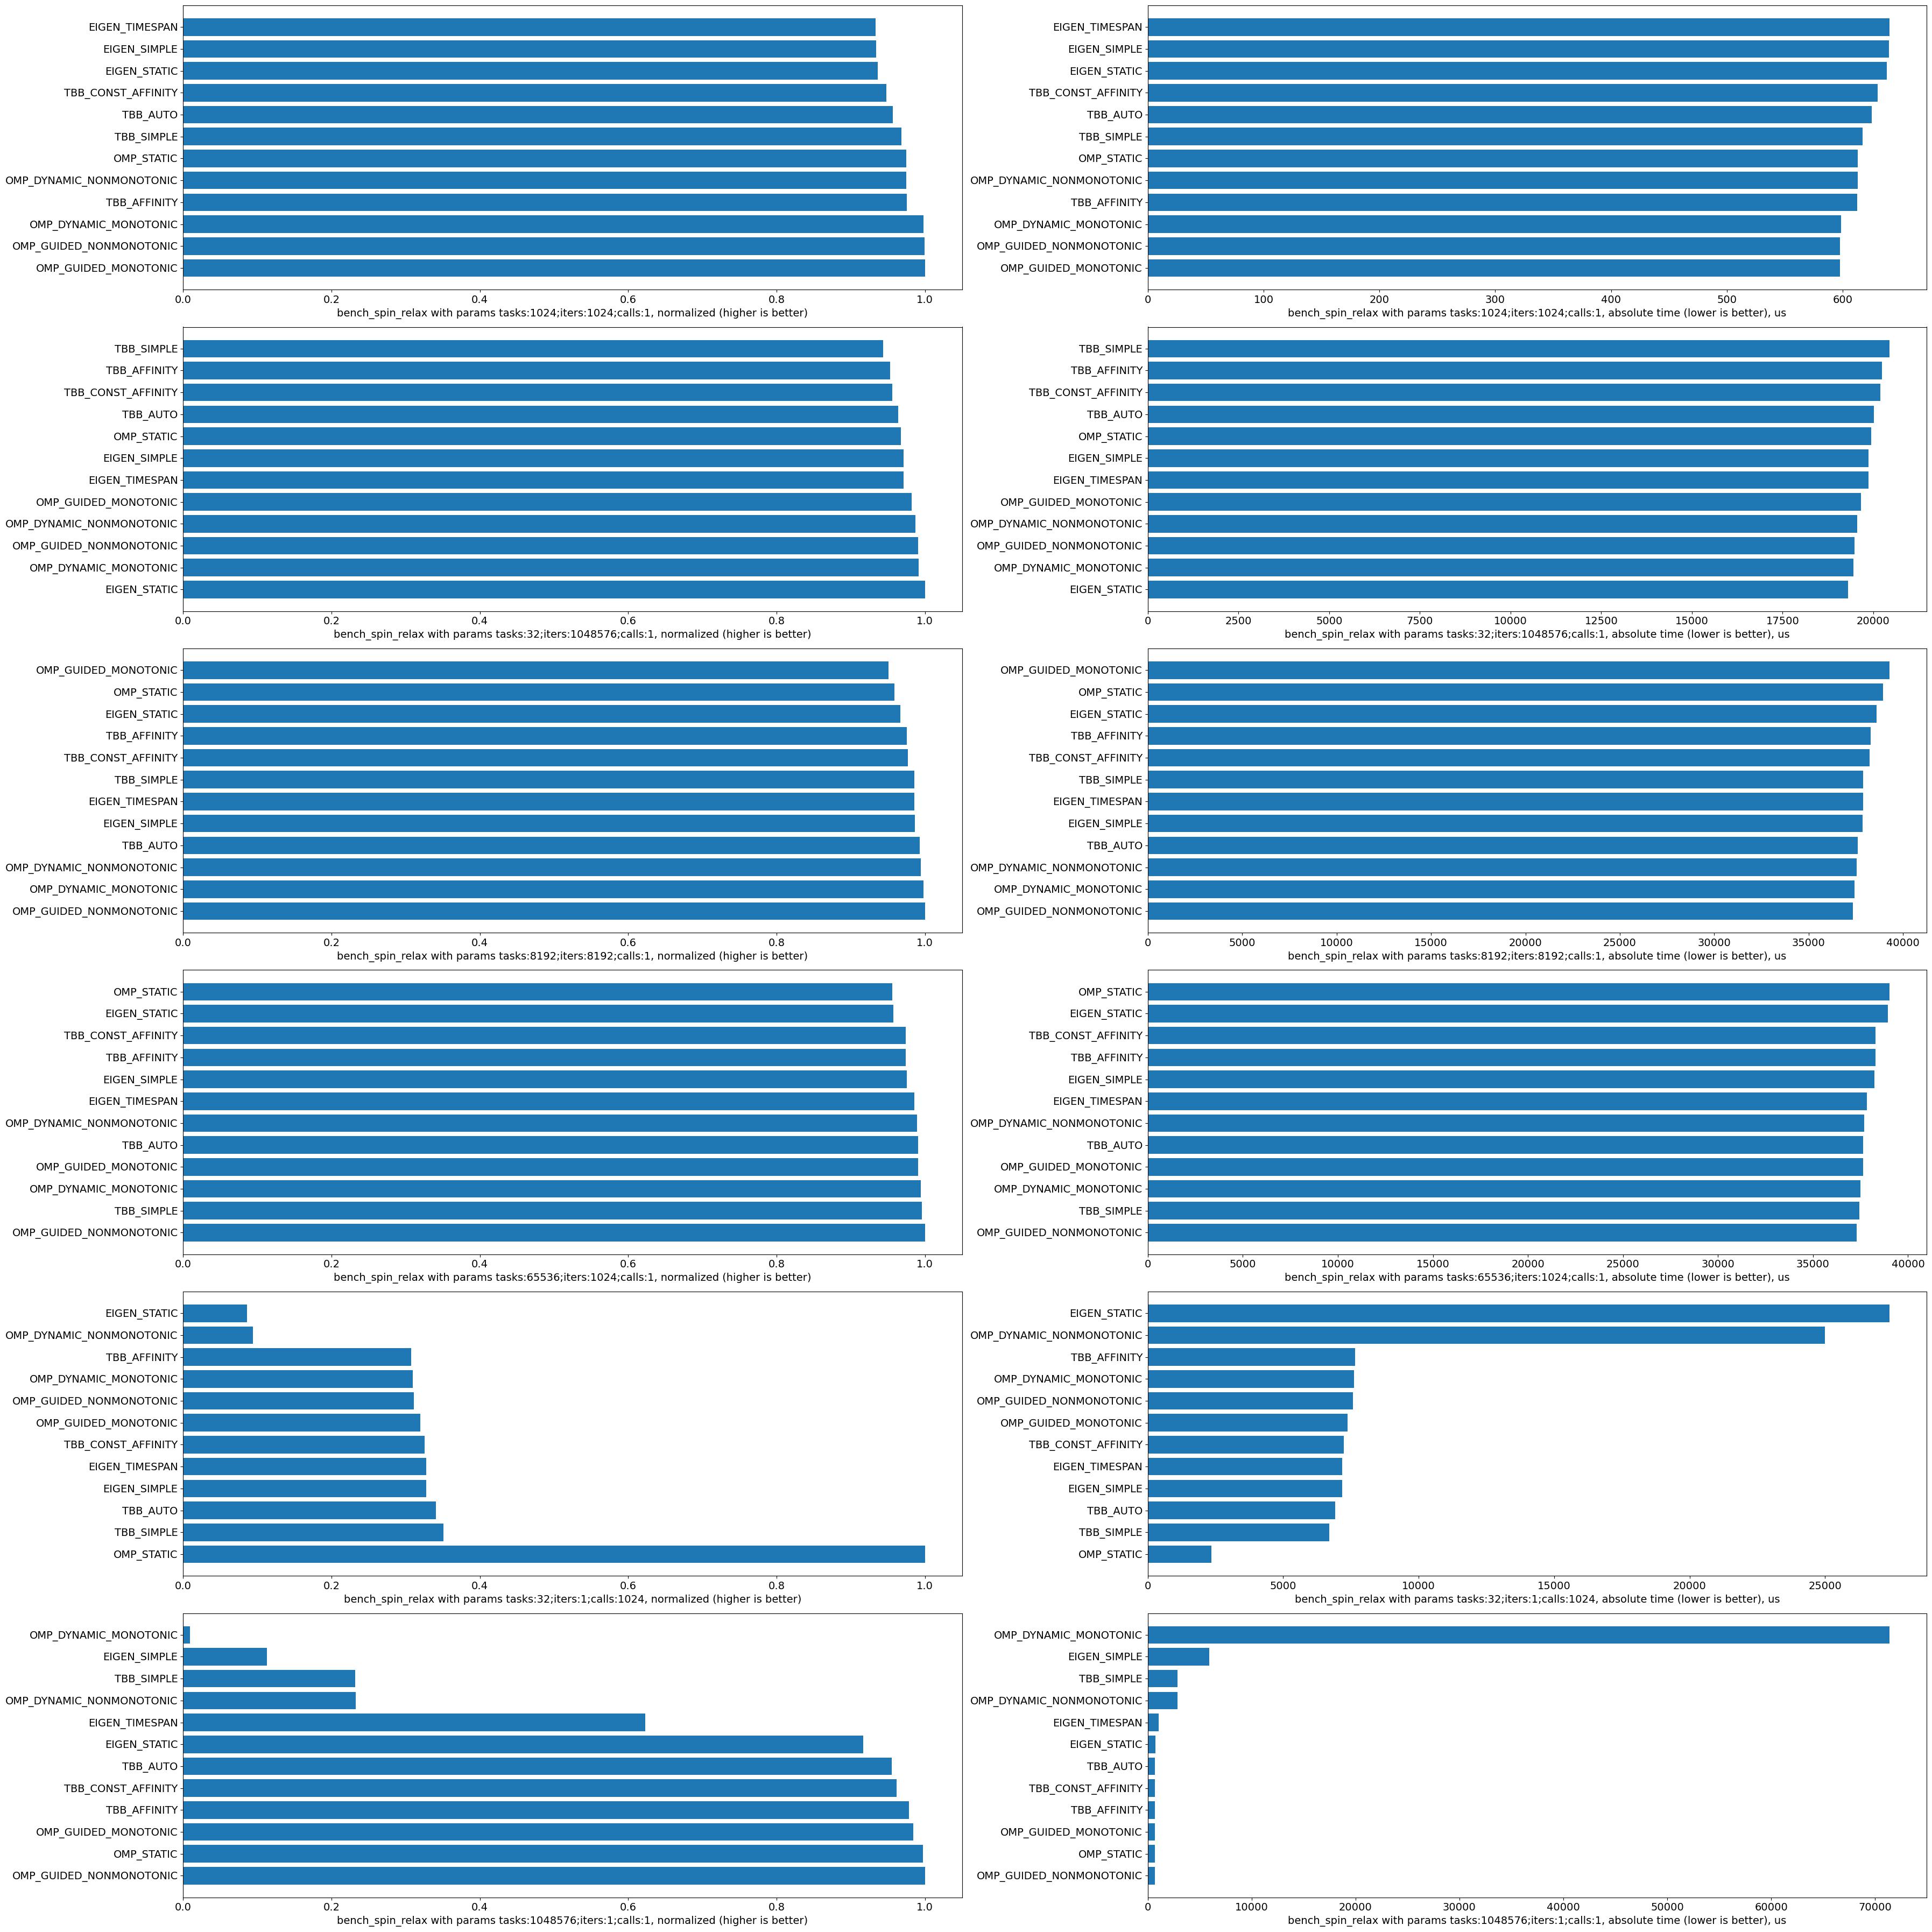 EIGEN_TIMESPAN
EIGEN_SIMPLE
EIGEN_STATIC
TBB_CONST_AFFINITY
TBB_AUTO
TBB_SIMPLE
OMP_STATIC
OMP_DYNAMIC_NONMONOTONIC
TBB_AFFINITY
OMP_DYNAMIC_MONOTONIC
OMP_GUIDED_NONMONOTONIC
OMP_GUIDED_MONOTONIC
0.0 0.2 0.4 0.6 0.8 1.0
bench_spin_relax with params tasks:1024;iters:1024;calls:1, normalized (higher is better)
EIGEN_TIMESPAN
EIGEN_SIMPLE
EIGEN_STATIC
TBB_CONST_AFFINITY
TBB_AUTO
TBB_SIMPLE
OMP_STATIC
OMP_DYNAMIC_NONMONOTONIC
TBB_AFFINITY
OMP_DYNAMIC_MONOTONIC
OMP_GUIDED_NONMONOTONIC
OMP_GUIDED_MONOTONIC
0 100 200 300 400 500 600
bench_spin_relax with params tasks:1024;iters:1024;calls:1, absolute time (lower is better), us
TBB_SIMPLE
TBB_AFFINITY
TBB_CONST_AFFINITY
TBB_AUTO
OMP_STATIC
EIGEN_SIMPLE
EIGEN_TIMESPAN
OMP_GUIDED_MONOTONIC
OMP_DYNAMIC_NONMONOTONIC
OMP_GUIDED_NONMONOTONIC
OMP_DYNAMIC_MONOTONIC
EIGEN_STATIC
0.0 0.2 0.4 0.6 0.8 1.0
bench_spin_relax with params tasks:32;iters:1048576;calls:1, normalized (higher is better)
TBB_SIMPLE
TBB_AFFINITY
TBB_CONST_AFFINITY
TBB_AUTO
OMP_STATIC
EIGEN_SIMPLE
EIGEN_TIMESPAN
OMP_GUIDED_MONOTONIC
OMP_DYNAMIC_NONMONOTONIC
OMP_GUIDED_NONMONOTONIC
OMP_DYNAMIC_MONOTONIC
EIGEN_STATIC
0 2500 5000 7500 10000 12500 15000 17500 20000
bench_spin_relax with params tasks:32;iters:1048576;calls:1, absolute time (lower is better), us
OMP_GUIDED_MONOTONIC
OMP_STATIC
EIGEN_STATIC
TBB_AFFINITY
TBB_CONST_AFFINITY
TBB_SIMPLE
EIGEN_TIMESPAN
EIGEN_SIMPLE
TBB_AUTO
OMP_DYNAMIC_NONMONOTONIC
OMP_DYNAMIC_MONOTONIC
OMP_GUIDED_NONMONOTONIC
0.0 0.2 0.4 0.6 0.8 1.0
bench_spin_relax with params tasks:8192;iters:8192;calls:1, normalized (higher is better)
OMP_GUIDED_MONOTONIC
OMP_STATIC
EIGEN_STATIC
TBB_AFFINITY
TBB_CONST_AFFINITY
TBB_SIMPLE
EIGEN_TIMESPAN
EIGEN_SIMPLE
TBB_AUTO
OMP_DYNAMIC_NONMONOTONIC
OMP_DYNAMIC_MONOTONIC
OMP_GUIDED_NONMONOTONIC
0 5000 10000 15000 20000 25000 30000 35000 40000
bench_spin_relax with params tasks:8192;iters:8192;calls:1, absolute time (lower is better), us
OMP_STATIC
EIGEN_STATIC
TBB_CONST_AFFINITY
TBB_AFFINITY
EIGEN_SIMPLE
EIGEN_TIMESPAN
OMP_DYNAMIC_NONMONOTONIC
TBB_AUTO
OMP_GUIDED_MONOTONIC
OMP_DYNAMIC_MONOTONIC
TBB_SIMPLE
OMP_GUIDED_NONMONOTONIC
0.0 0.2 0.4 0.6 0.8 1.0
bench_spin_relax with params tasks:65536;iters:1024;calls:1, normalized (higher is better)
OMP_STATIC
EIGEN_STATIC
TBB_CONST_AFFINITY
TBB_AFFINITY
EIGEN_SIMPLE
EIGEN_TIMESPAN
OMP_DYNAMIC_NONMONOTONIC
TBB_AUTO
OMP_GUIDED_MONOTONIC
OMP_DYNAMIC_MONOTONIC
TBB_SIMPLE
OMP_GUIDED_NONMONOTONIC
0 5000 10000 15000 20000 25000 30000 35000 40000
bench_spin_relax with params tasks:65536;iters:1024;calls:1, absolute time (lower is better), us
EIGEN_STATIC
OMP_DYNAMIC_NONMONOTONIC
TBB_AFFINITY
OMP_DYNAMIC_MONOTONIC
OMP_GUIDED_NONMONOTONIC
OMP_GUIDED_MONOTONIC
TBB_CONST_AFFINITY
EIGEN_TIMESPAN
EIGEN_SIMPLE
TBB_AUTO
TBB_SIMPLE
OMP_STATIC
0.0 0.2 0.4 0.6 0.8 1.0
bench_spin_relax with params tasks:32;iters:1;calls:1024, normalized (higher is better)
EIGEN_STATIC
OMP_DYNAMIC_NONMONOTONIC
TBB_AFFINITY
OMP_DYNAMIC_MONOTONIC
OMP_GUIDED_NONMONOTONIC
OMP_GUIDED_MONOTONIC
TBB_CONST_AFFINITY
EIGEN_TIMESPAN
EIGEN_SIMPLE
TBB_AUTO
TBB_SIMPLE
OMP_STATIC
0 5000 10000 15000 20000 25000
bench_spin_relax with params tasks:32;iters:1;calls:1024, absolute time (lower is better), us
OMP_DYNAMIC_MONOTONIC
EIGEN_SIMPLE
TBB_SIMPLE
OMP_DYNAMIC_NONMONOTONIC
EIGEN_TIMESPAN
EIGEN_STATIC
TBB_AUTO
TBB_CONST_AFFINITY
TBB_AFFINITY
OMP_GUIDED_MONOTONIC
OMP_STATIC
OMP_GUIDED_NONMONOTONIC
0.0 0.2 0.4 0.6 0.8 1.0
bench_spin_relax with params tasks:1048576;iters:1;calls:1, normalized (higher is better)
OMP_DYNAMIC_MONOTONIC
EIGEN_SIMPLE
TBB_SIMPLE
OMP_DYNAMIC_NONMONOTONIC
EIGEN_TIMESPAN
EIGEN_STATIC
TBB_AUTO
TBB_CONST_AFFINITY
TBB_AFFINITY
OMP_GUIDED_MONOTONIC
OMP_STATIC
OMP_GUIDED_NONMONOTONIC
0 10000 20000 30000 40000 50000 60000 70000
bench_spin_relax with params tasks:1048576;iters:1;calls:1, absolute time (lower is better), us